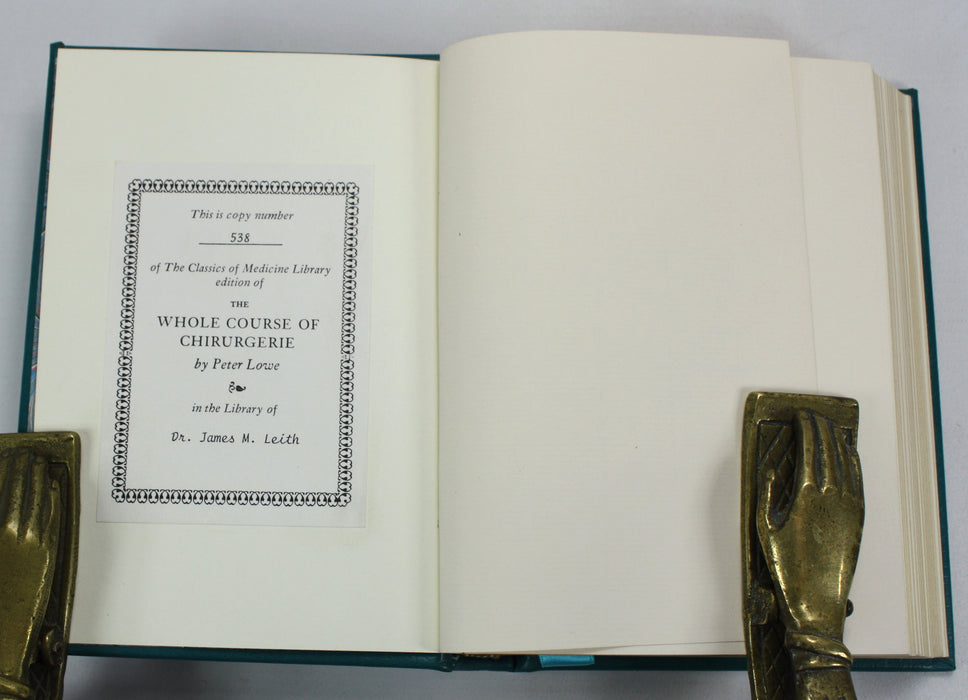 This is copy number
538
of The Classics of Medicine Library
edition of
THE
WHOLE COURSE OF
CHIRURGERIE
by Peter Lowe
in the Library of
Dr. James M. Leith